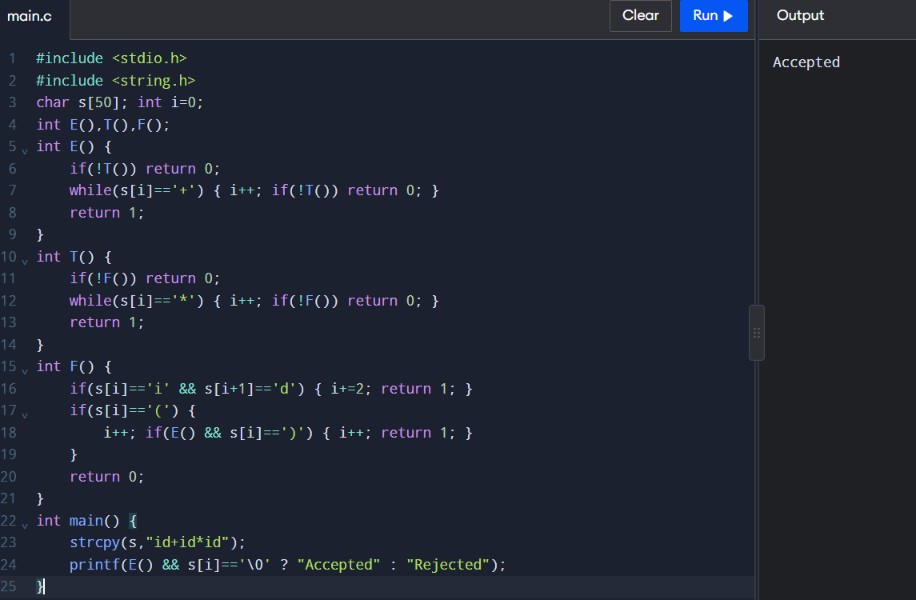 main.c Clear Run Output
1 #include <stdio.h>
2 #include <string.h>
3 char s[50]; int i=0;
4 int E(),T(),F();
5 int E() {
6     if(!T()) return 0;
7     while(s[i]=='+') { i++; if(!T()) return 0; }
8     return 1;
9 }
10 int T() {
11     if(!F()) return 0;
12     while(s[i]=='*') { i++; if(!F()) return 0; }
13     return 1;
14 }
15 int F() {
16     if(s[i]=='i' && s[i+1]=='d') { i+=2; return 1; }
17     if(s[i]=='(') {
18         i++; if(E() && s[i]==')') { i++; return 1; }
19     }
20     return 0;
21 }
22 int main() {
23     strcpy(s,"id+id*id");
24     printf(E() && s[i]=='\0' ? "Accepted" : "Rejected");
25 }
Accepted